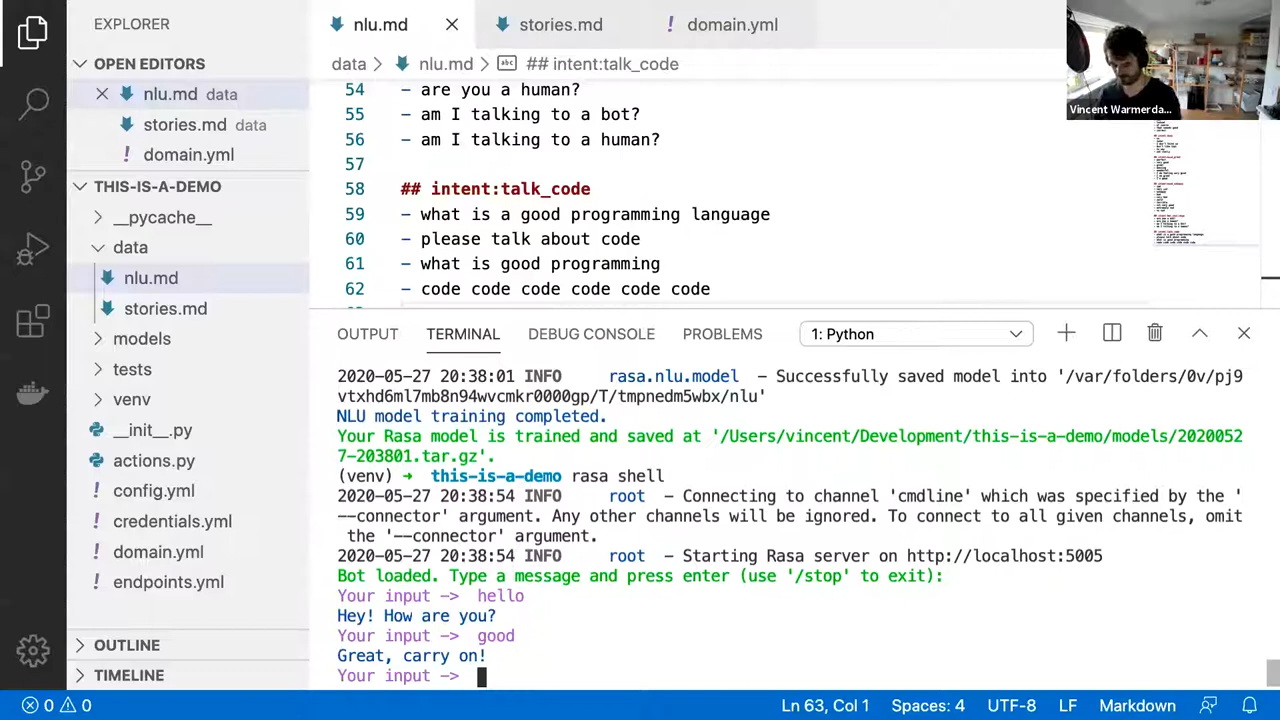 EXPLORER
OPEN EDITORS
nlu.md data
stories.md data
domain.yml
THIS-IS-A-DEMO
__pycache__
data
nlu.md
stories.md
models
tests
venv
__init__.py
actions.py
config.yml
credentials.yml
domain.yml
endpoints.yml
OUTLINE
TIMELINE
nlu.md
stories.md
domain.yml
data > nlu.md > ## intent:talk_code
Vincent Warmerda...
54 - are you a human?
55 - am I talking to a bot?
56 - am I talking to a human?
57
58 ## intent:talk_code
59 - what is a good programming language
60 - please talk about code
61 - what is good programming
62 - code code code code code code
OUTPUT TERMINAL DEBUG CONSOLE PROBLEMS 1: Python
2020-05-27 20:38:01 INFO rasa.nlu.model - Successfully saved model into '/var/folders/0v/pj9
vtxhd6ml7mb8n94wvcmkr0000gp/T/tmpnedm5wbx/nlu'
NLU model training completed.
Your Rasa model is trained and saved at '/Users/vincent/Development/this-is-a-demo/models/2020052
7-203801.tar.gz'.
(venv) → this-is-a-demo rasa shell
2020-05-27 20:38:54 INFO root - Connecting to channel 'cmdline' which was specified by the '
--connector' argument. Any other channels will be ignored. To connect to all given channels, omit
the '--connector' argument.
2020-05-27 20:38:54 INFO root - Starting Rasa server on http://localhost:5005
Bot loaded. Type a message and press enter (use '/stop' to exit):
Your input -> hello
Hey! How are you?
Your input -> good
Great, carry on!
Your input ->
0 0 Ln 63, Col 1 Spaces: 4 UTF-8 LF Markdown